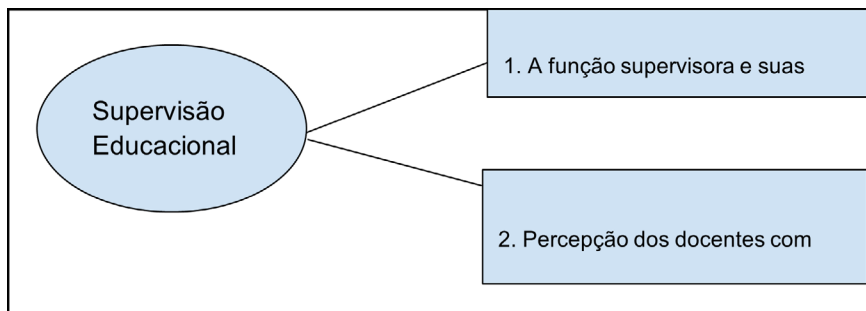 Supervisão
Educacional
1. A função supervisora e suas
2. Percepção dos docentes com